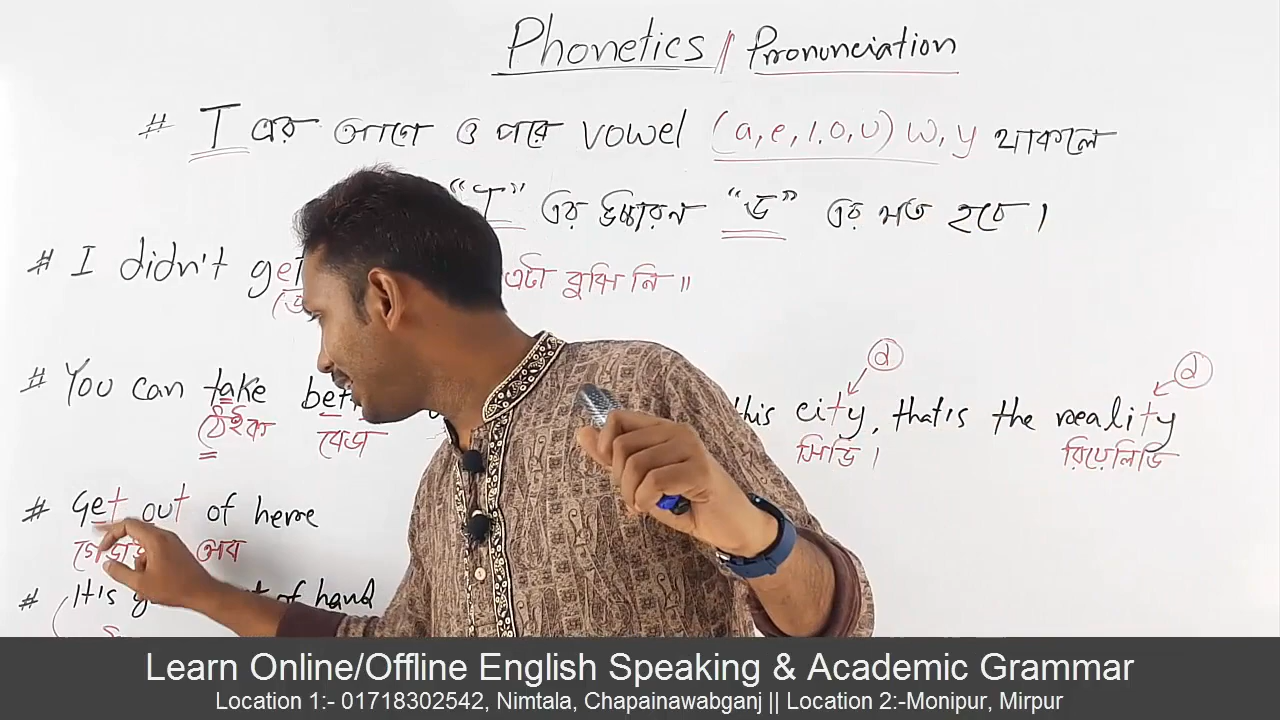 Phonetics // Pronunciation
# T এর আগে ও পরে vowel (a, e, i, o, u) w, y থাকলে
"T" এর উচ্চারন "ড" এর মত হবে।
# I didn't get
এটা বুঝি নি॥
d d
# You can take bett this city, that's the reality
ঠেইক বেডা সিডি। রিয়েলিডি
# Get out of here
অব
# It's of hand
Learn Online/Offline English Speaking & Academic Grammar
Location 1:- 01718302542, Nimtala, Chapainawabganj || Location 2:-Monipur, Mirpur